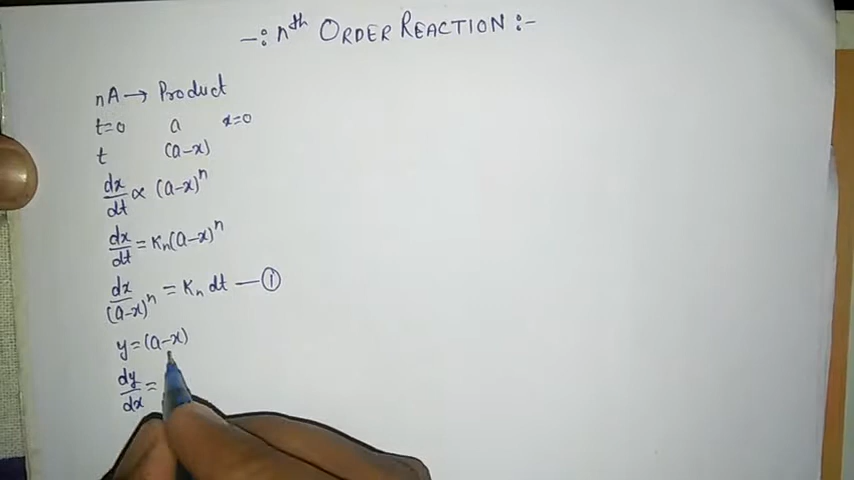 -: nth ORDER REACTION :-
nA → Product
t=0 a x=0
t (a-x)
dx/dt ∝ (a-x)^n
dx/dt = Kn(a-x)^n
dx/(a-x)^n = Kn dt — ①
y=(a-x)
dy/dx =